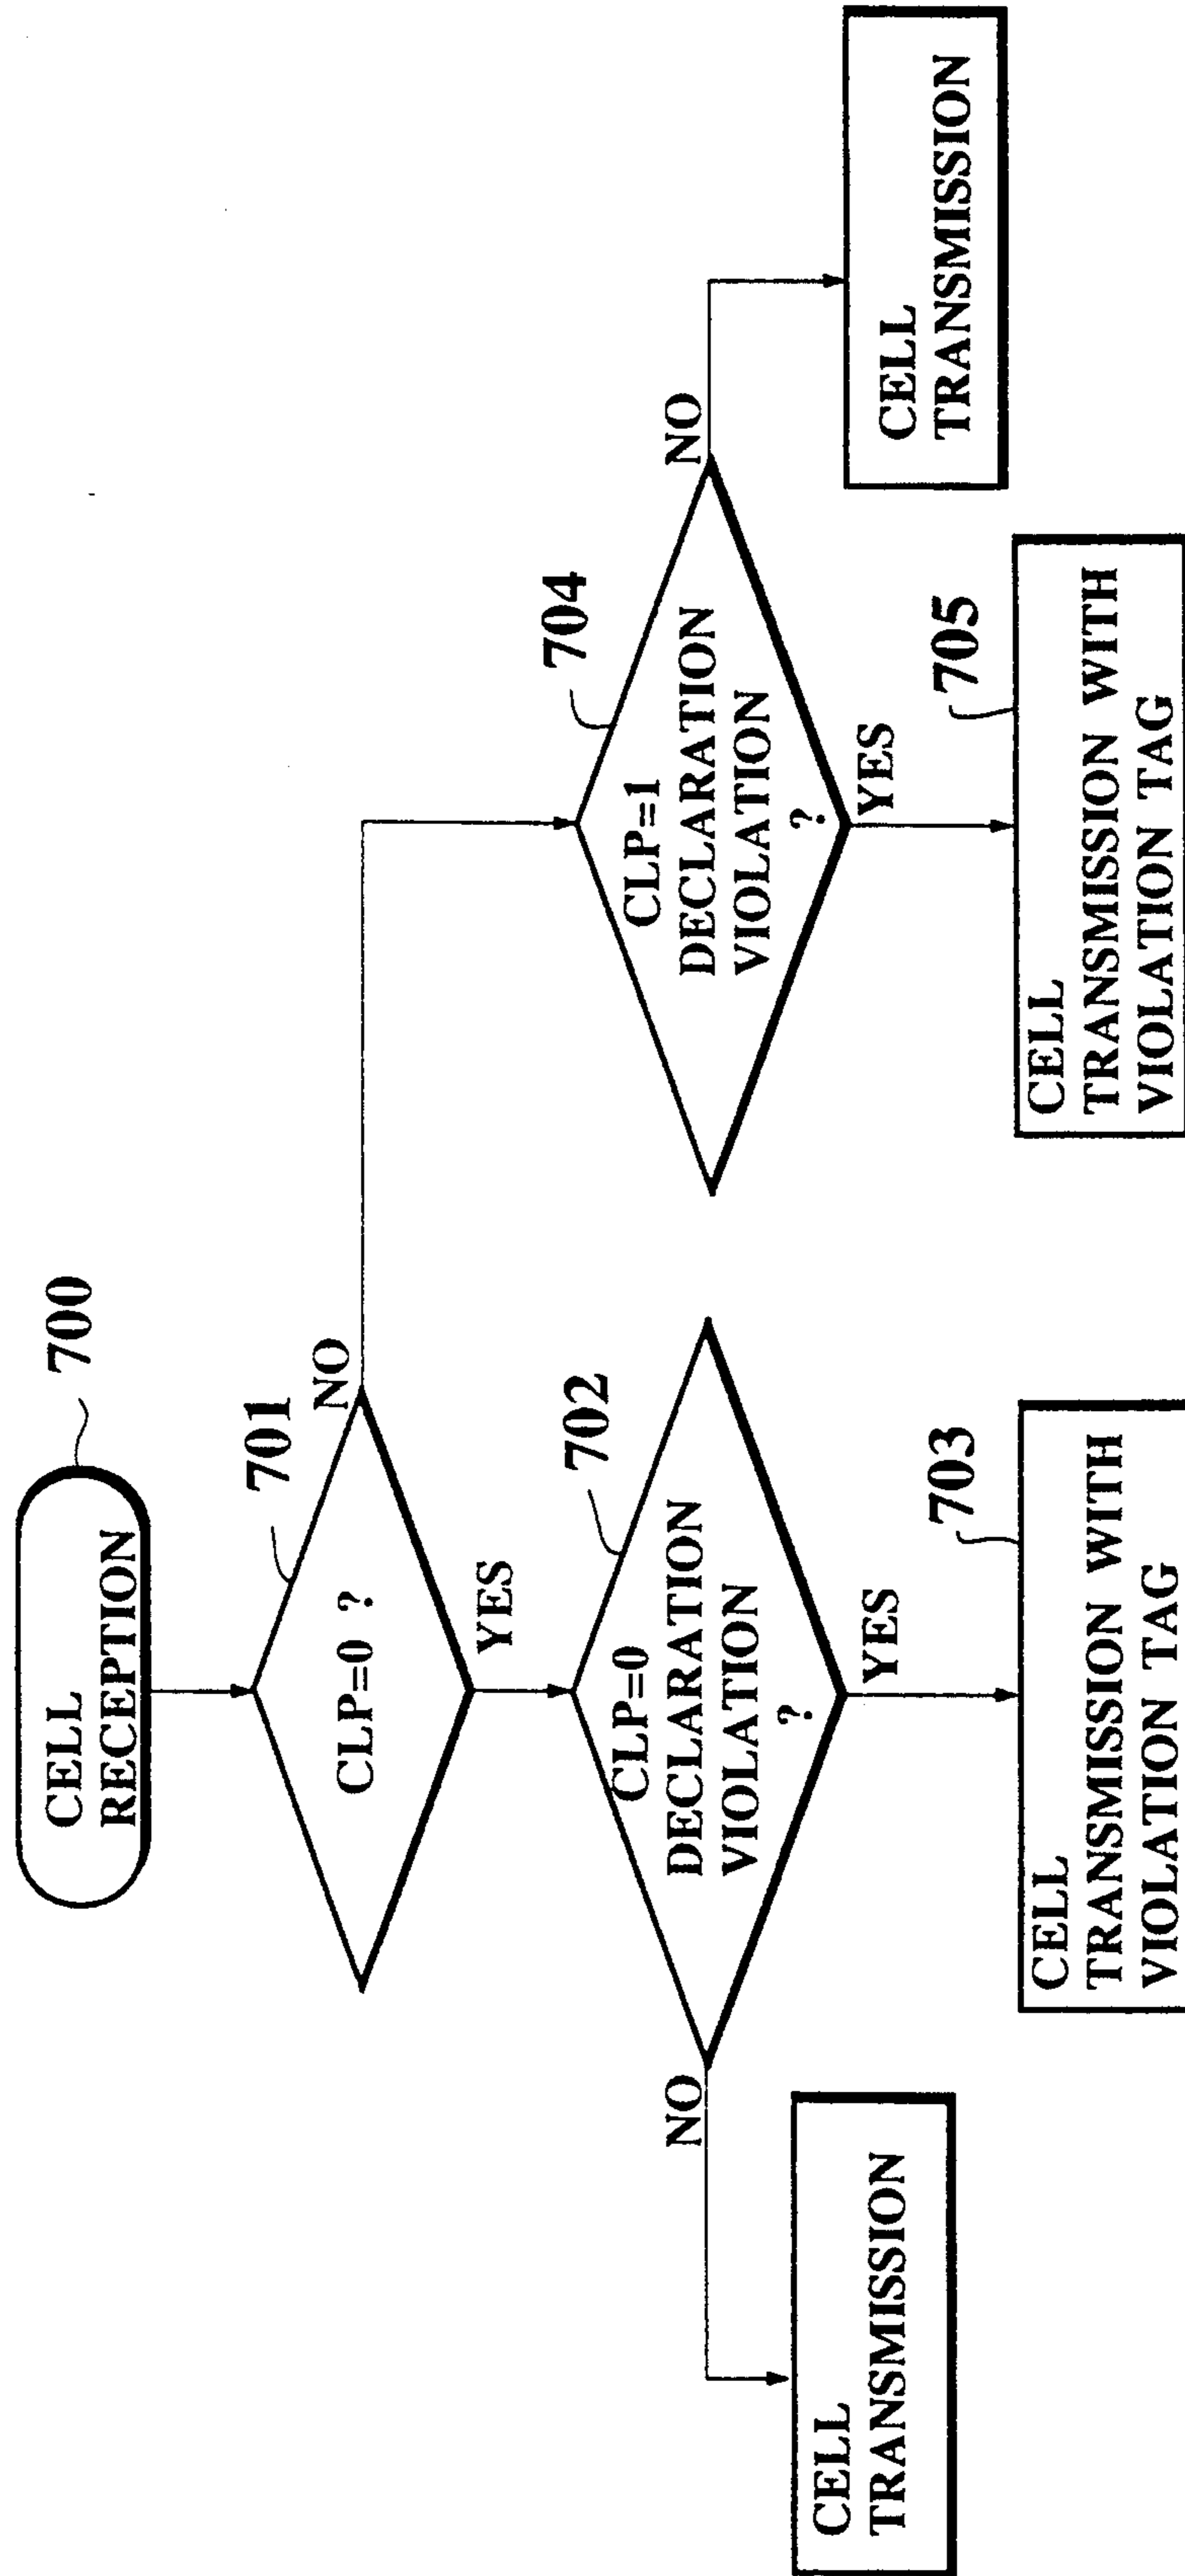 CELL
RECEPTION
700
CLP=0 ?
701
NO
YES
CLP=0
DECLARATION
VIOLATION
?
702
NO
YES
CELL
TRANSMISSION
CELL
TRANSMISSION WITH
VIOLATION TAG
703
CLP=1
DECLARATION
VIOLATION
?
704
NO
YES
CELL
TRANSMISSION WITH
VIOLATION TAG
705
CELL
TRANSMISSION